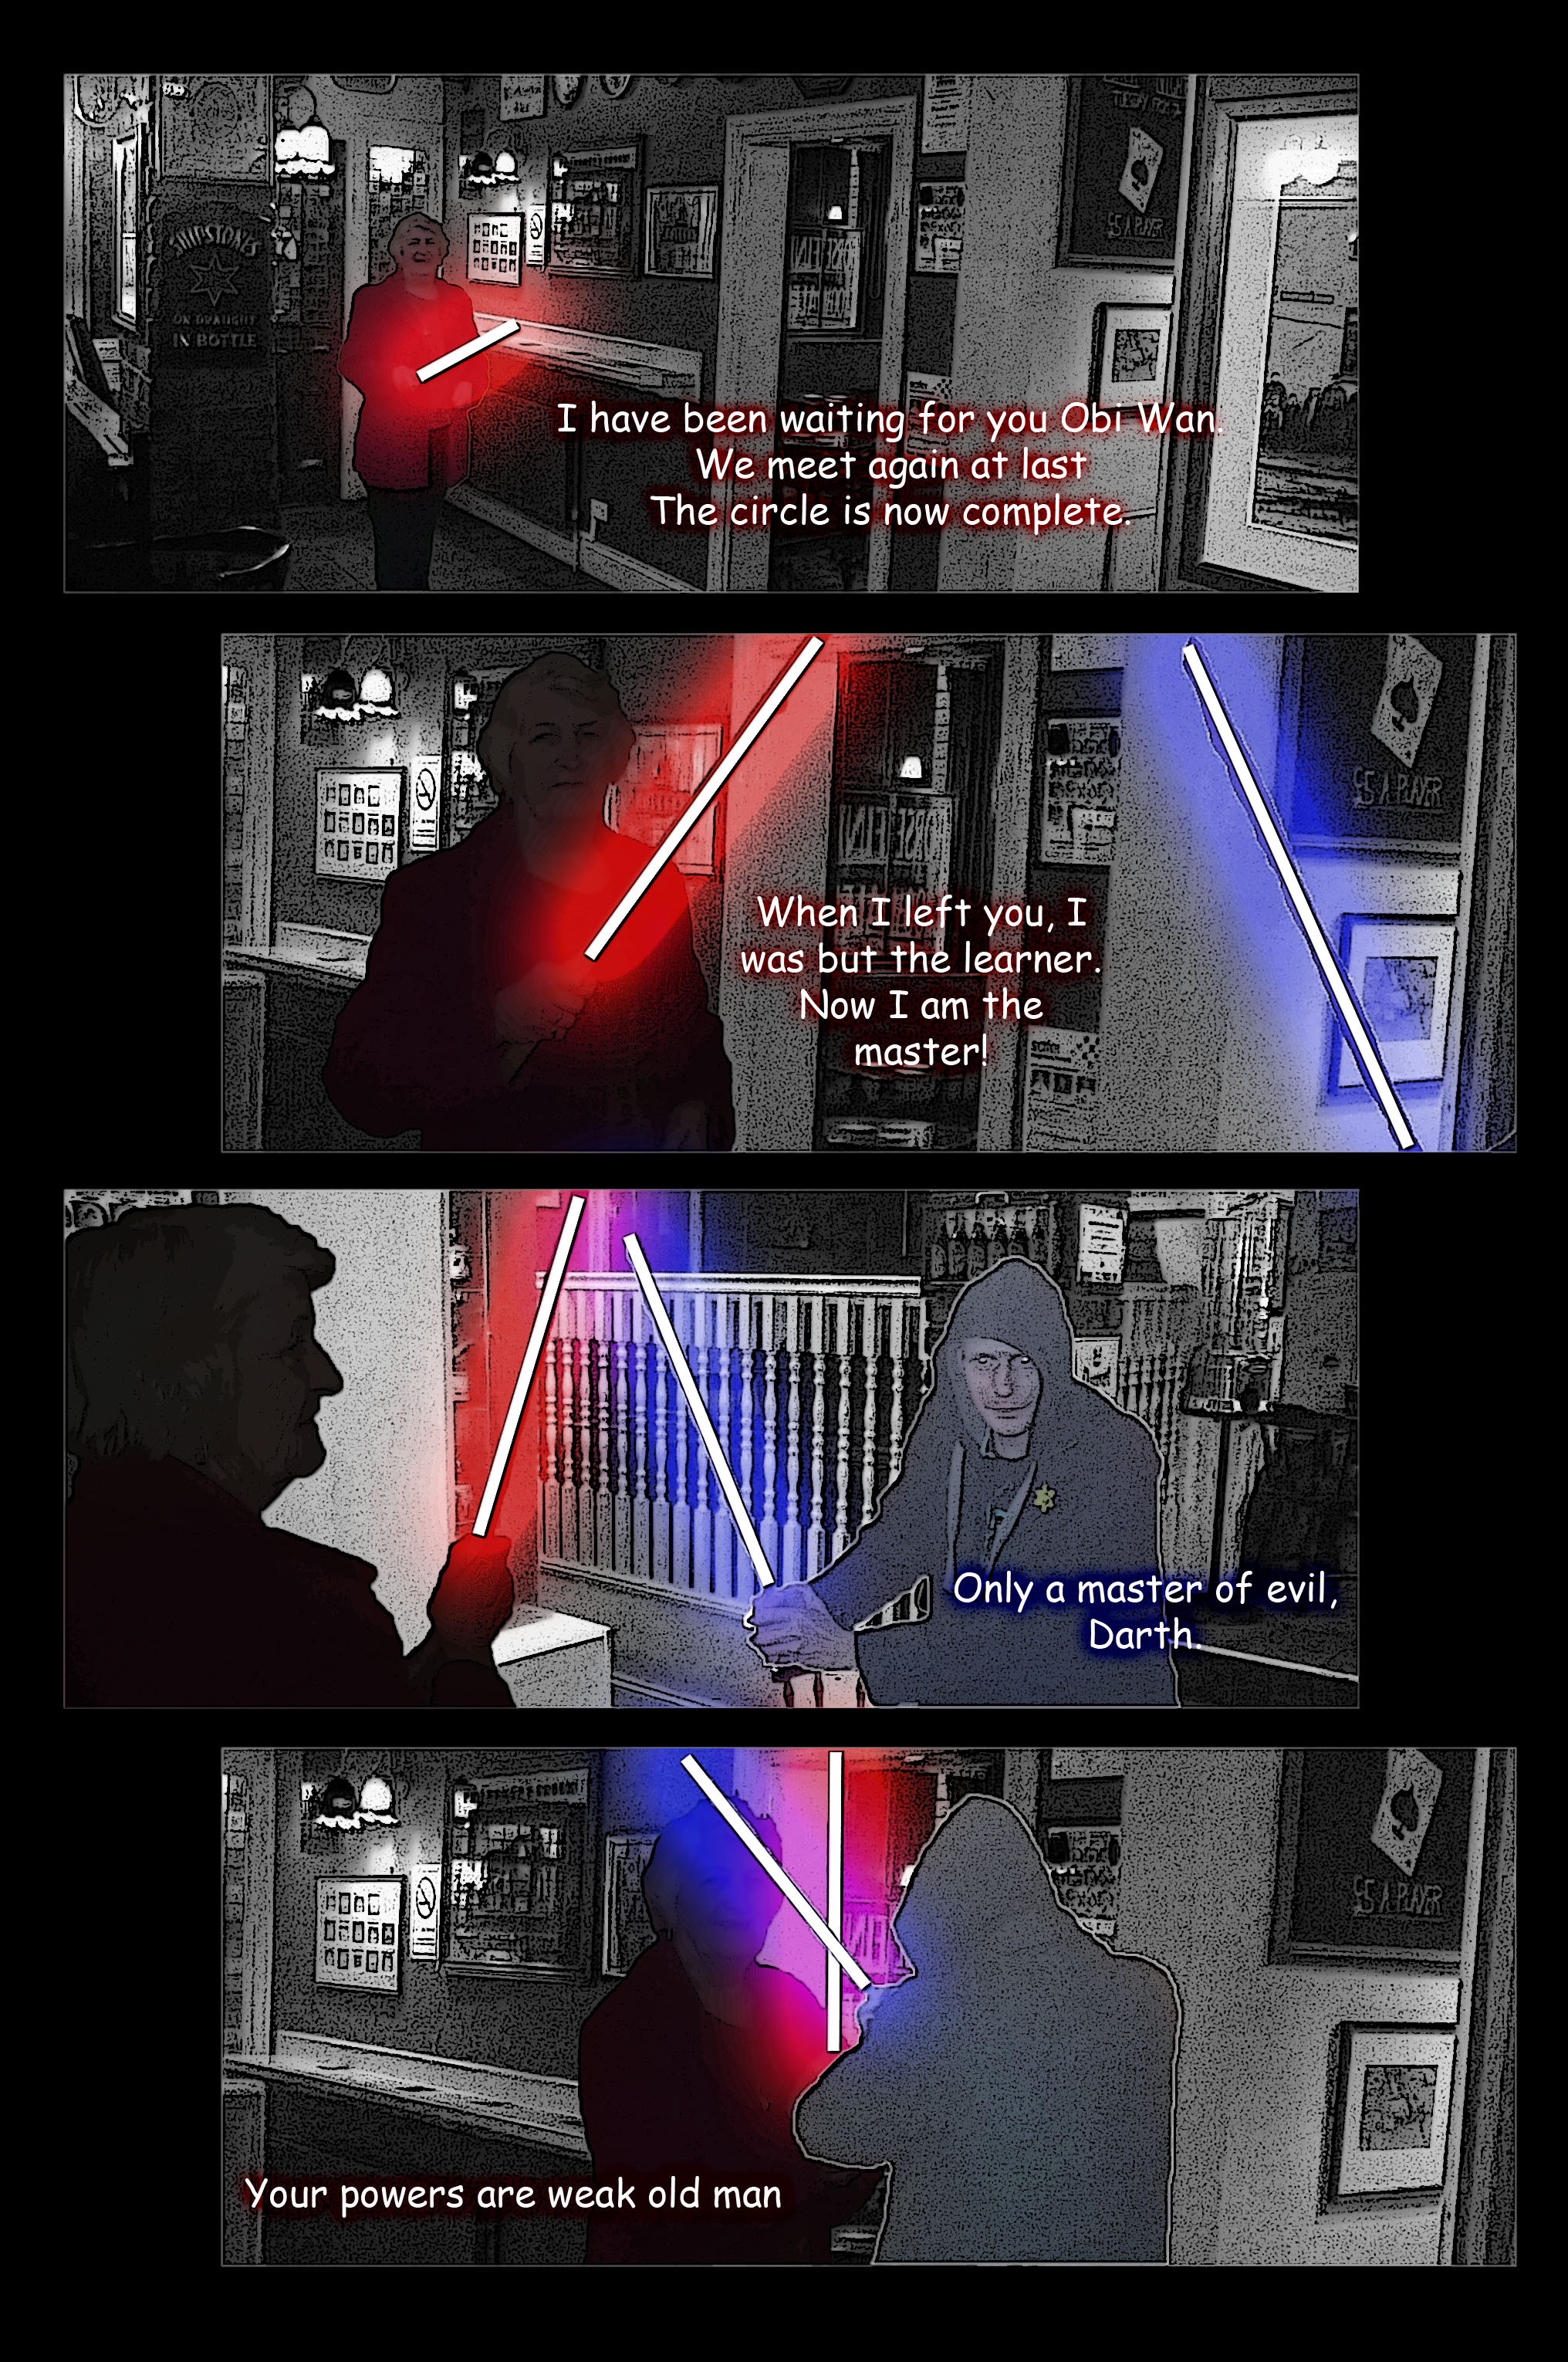 SHIPSTONES
ON DRAUGHT
IN BOTTLE
I have been waiting for you Obi Wan.
We meet again at last
The circle is now complete.
When I left you, I
was but the learner.
Now I am the
master!
Only a master of evil,
Darth.
Your powers are weak old man